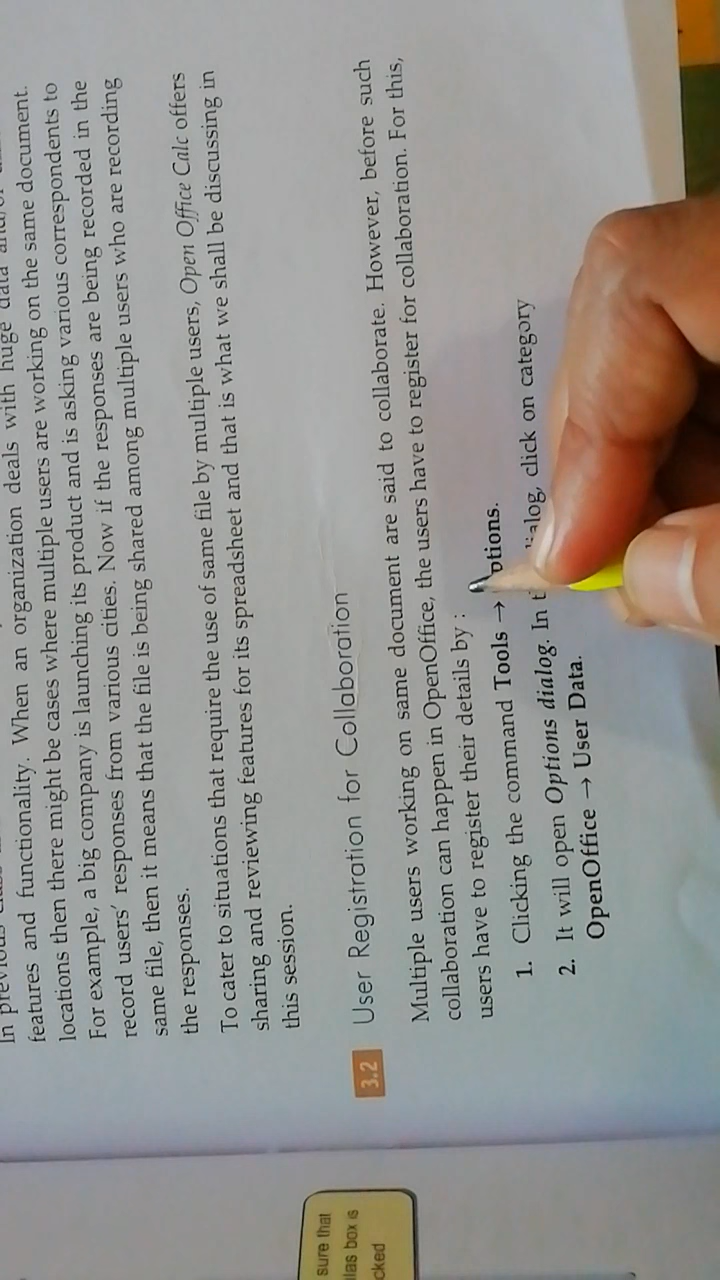 In previous
features and functionality. When an organization deals with huge data and/or
locations then there might be cases where multiple users are working on the same document.
For example, a big company is launching its product and is asking various correspondents to
record users' responses from various cities. Now if the responses are being recorded in the
same file, then it means that the file is being shared among multiple users who are recording
the responses.
To cater to situations that require the use of same file by multiple users, Open Office Calc offers
sharing and reviewing features for its spreadsheet and that is what we shall be discussing in
this session.
3.2 User Registration for Collaboration
Multiple users working on same document are said to collaborate. However, before such
collaboration can happen in OpenOffice, the users have to register for collaboration. For this,
users have to register their details by :
1. Clicking the command Tools → ptions.
2. It will open Options dialog. In dialog, click on category
OpenOffice → User Data.
sure that
las box is
cked